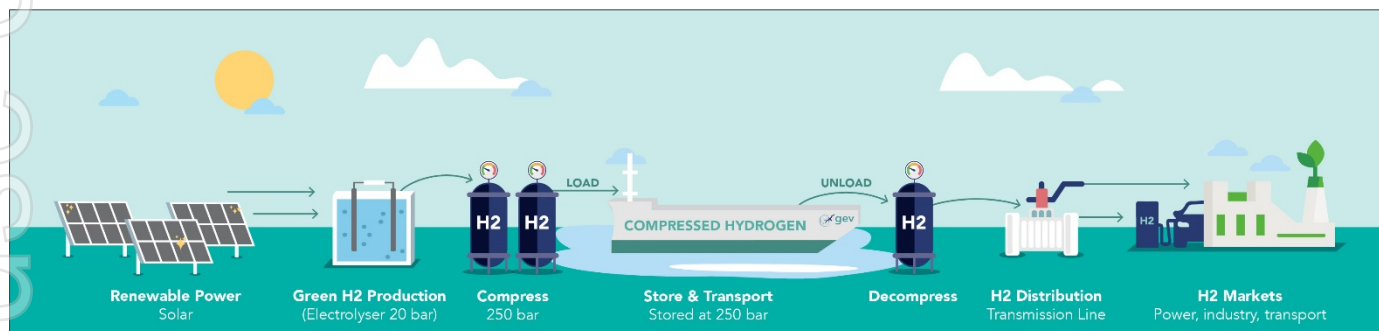 LOAD
UNLOAD
H2
H2
COMPRESSED HYDROGEN
gev
H2
H2
Renewable Power
Solar
Green H2 Production
(Electrolyser 20 bar)
Compress
250 bar
Store & Transport
Stored at 250 bar
Decompress
H2 Distribution
Transmission Line
H2 Markets
Power, industry, transport